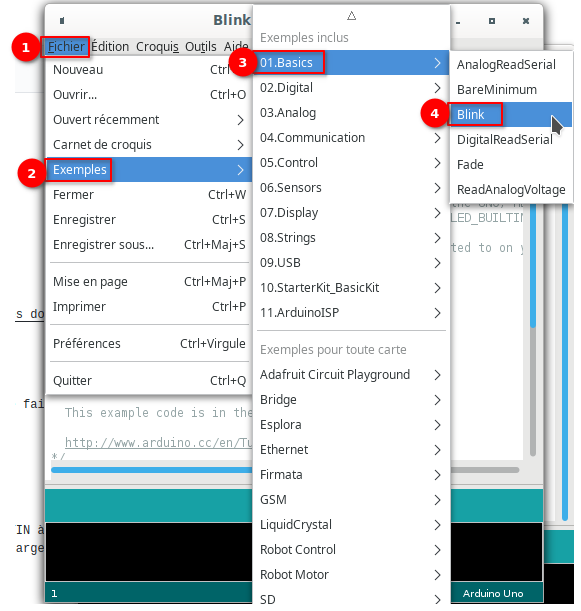 Blink
1
Fichier Édition Croquis Outils Aide
Nouveau
Ouvrir... Ctrl+O
Ouvert récemment
Carnet de croquis
2
Exemples
Fermer Ctrl+W
Enregistrer Ctrl+S
Enregistrer sous... Ctrl+Maj+S
Mise en page Ctrl+Maj+P
Imprimer Ctrl+P
Préférences Ctrl+Virgule
Quitter Ctrl+Q
Exemples inclus
3
01.Basics
02.Digital
03.Analog
04.Communication
05.Control
06.Sensors
07.Display
08.Strings
09.USB
10.StarterKit_BasicKit
11.ArduinoISP
Exemples pour toute carte
Adafruit Circuit Playground
Bridge
Esplora
Ethernet
Firmata
GSM
LiquidCrystal
Robot Control
Robot Motor
SD
AnalogReadSerial
BareMinimum
4
Blink
DigitalReadSerial
Fade
ReadAnalogVoltage
LED_BUILTIN
ted to on y
s do
fai
This example code is in the
http://www.arduino.cc/en/Tu
*/
IN à
arge
1
Arduino Uno